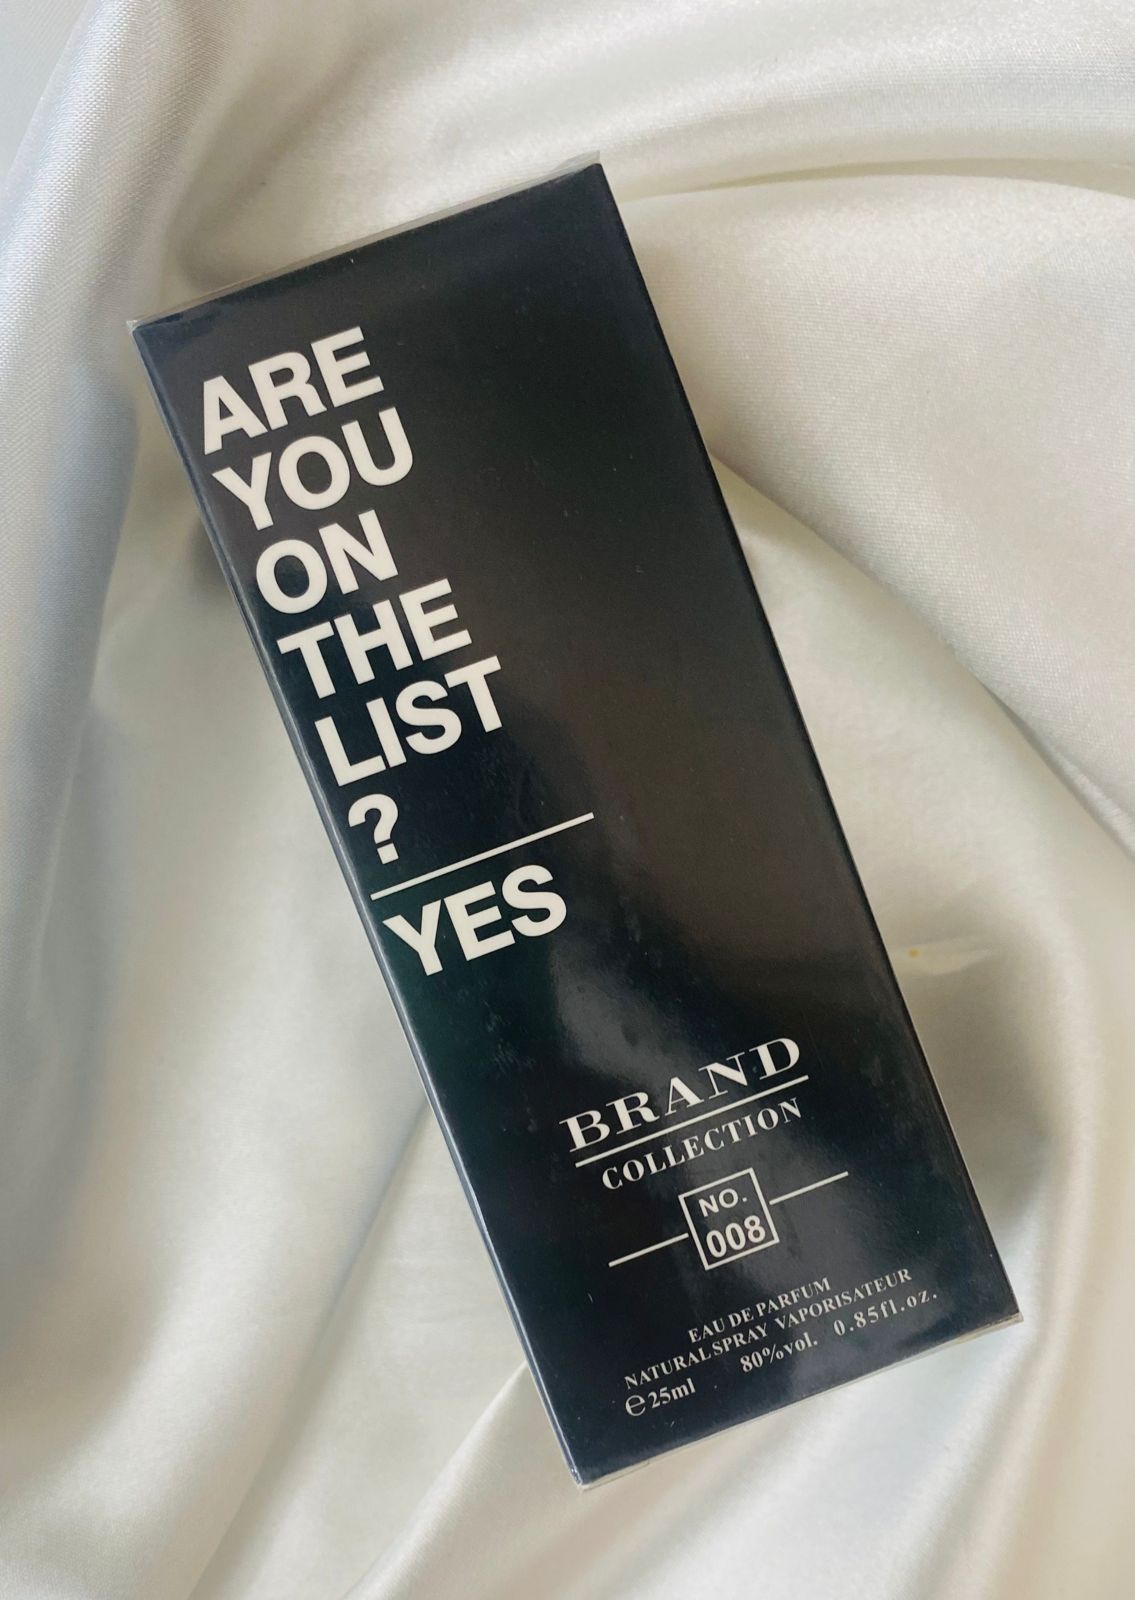 ARE
YOU
ON
THE
LIST
?
YES
BRAND
COLLECTION
NO.
008
EAU DE PARFUM
NATURAL SPRAY VAPORISATEUR
℮25ml 80%vol. 0.85fl.oz.